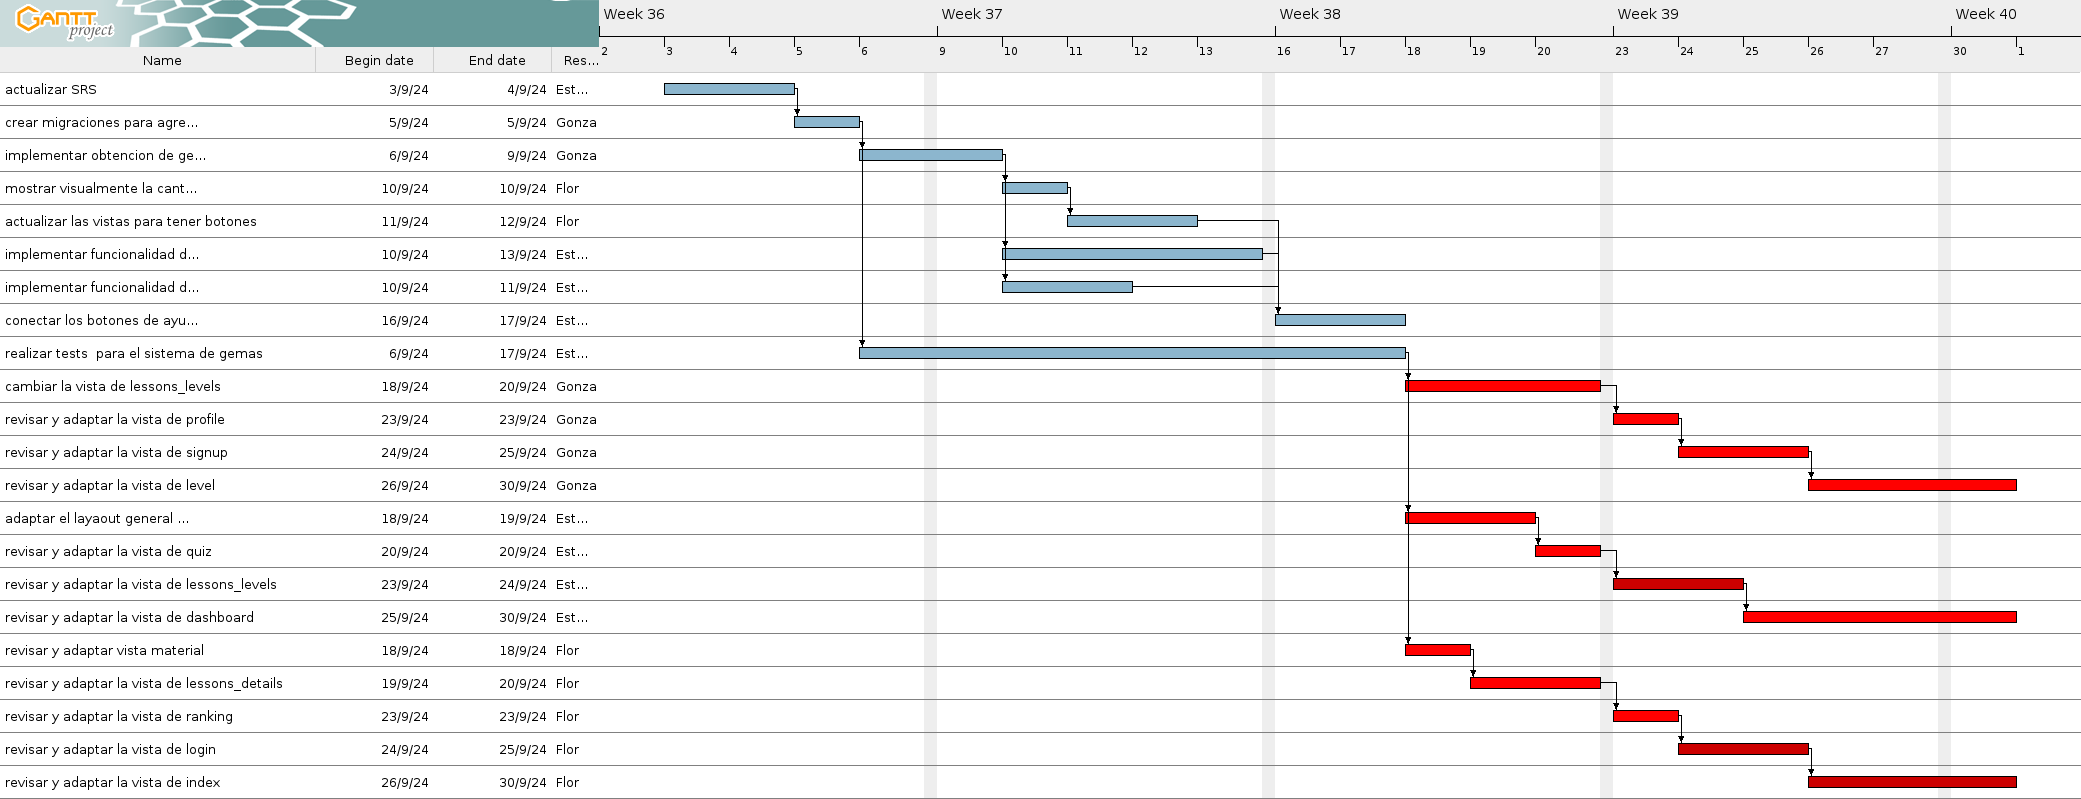 GANTT project
Week 36 Week 37 Week 38 Week 39 Week 40
2 3 4 5 6 9 10 11 12 13 16 17 18 19 20 23 24 25 26 27 30 1
Name Begin date End date Res...
actualizar SRS 3/9/24 4/9/24 Est...
crear migraciones para agre... 5/9/24 5/9/24 Gonza
implementar obtencion de ge... 6/9/24 9/9/24 Gonza
mostrar visualmente la cant... 10/9/24 10/9/24 Flor
actualizar las vistas para tener botones 11/9/24 12/9/24 Flor
implementar funcionalidad d... 10/9/24 13/9/24 Est...
implementar funcionalidad d... 10/9/24 11/9/24 Est...
conectar los botones de ayu... 16/9/24 17/9/24 Est...
realizar tests  para el sistema de gemas 6/9/24 17/9/24 Est...
cambiar la vista de lessons_levels 18/9/24 20/9/24 Gonza
revisar y adaptar la vista de profile 23/9/24 23/9/24 Gonza
revisar y adaptar la vista de signup 24/9/24 25/9/24 Gonza
revisar y adaptar la vista de level 26/9/24 30/9/24 Gonza
adaptar el layaout general ... 18/9/24 19/9/24 Est...
revisar y adaptar la vista de quiz 20/9/24 20/9/24 Est...
revisar y adaptar la vista de lessons_levels 23/9/24 24/9/24 Est...
revisar y adaptar la vista de dashboard 25/9/24 30/9/24 Est...
revisar y adaptar vista material 18/9/24 18/9/24 Flor
revisar y adaptar la vista de lessons_details 19/9/24 20/9/24 Flor
revisar y adaptar la vista de ranking 23/9/24 23/9/24 Flor
revisar y adaptar la vista de login 24/9/24 25/9/24 Flor
revisar y adaptar la vista de index 26/9/24 30/9/24 Flor